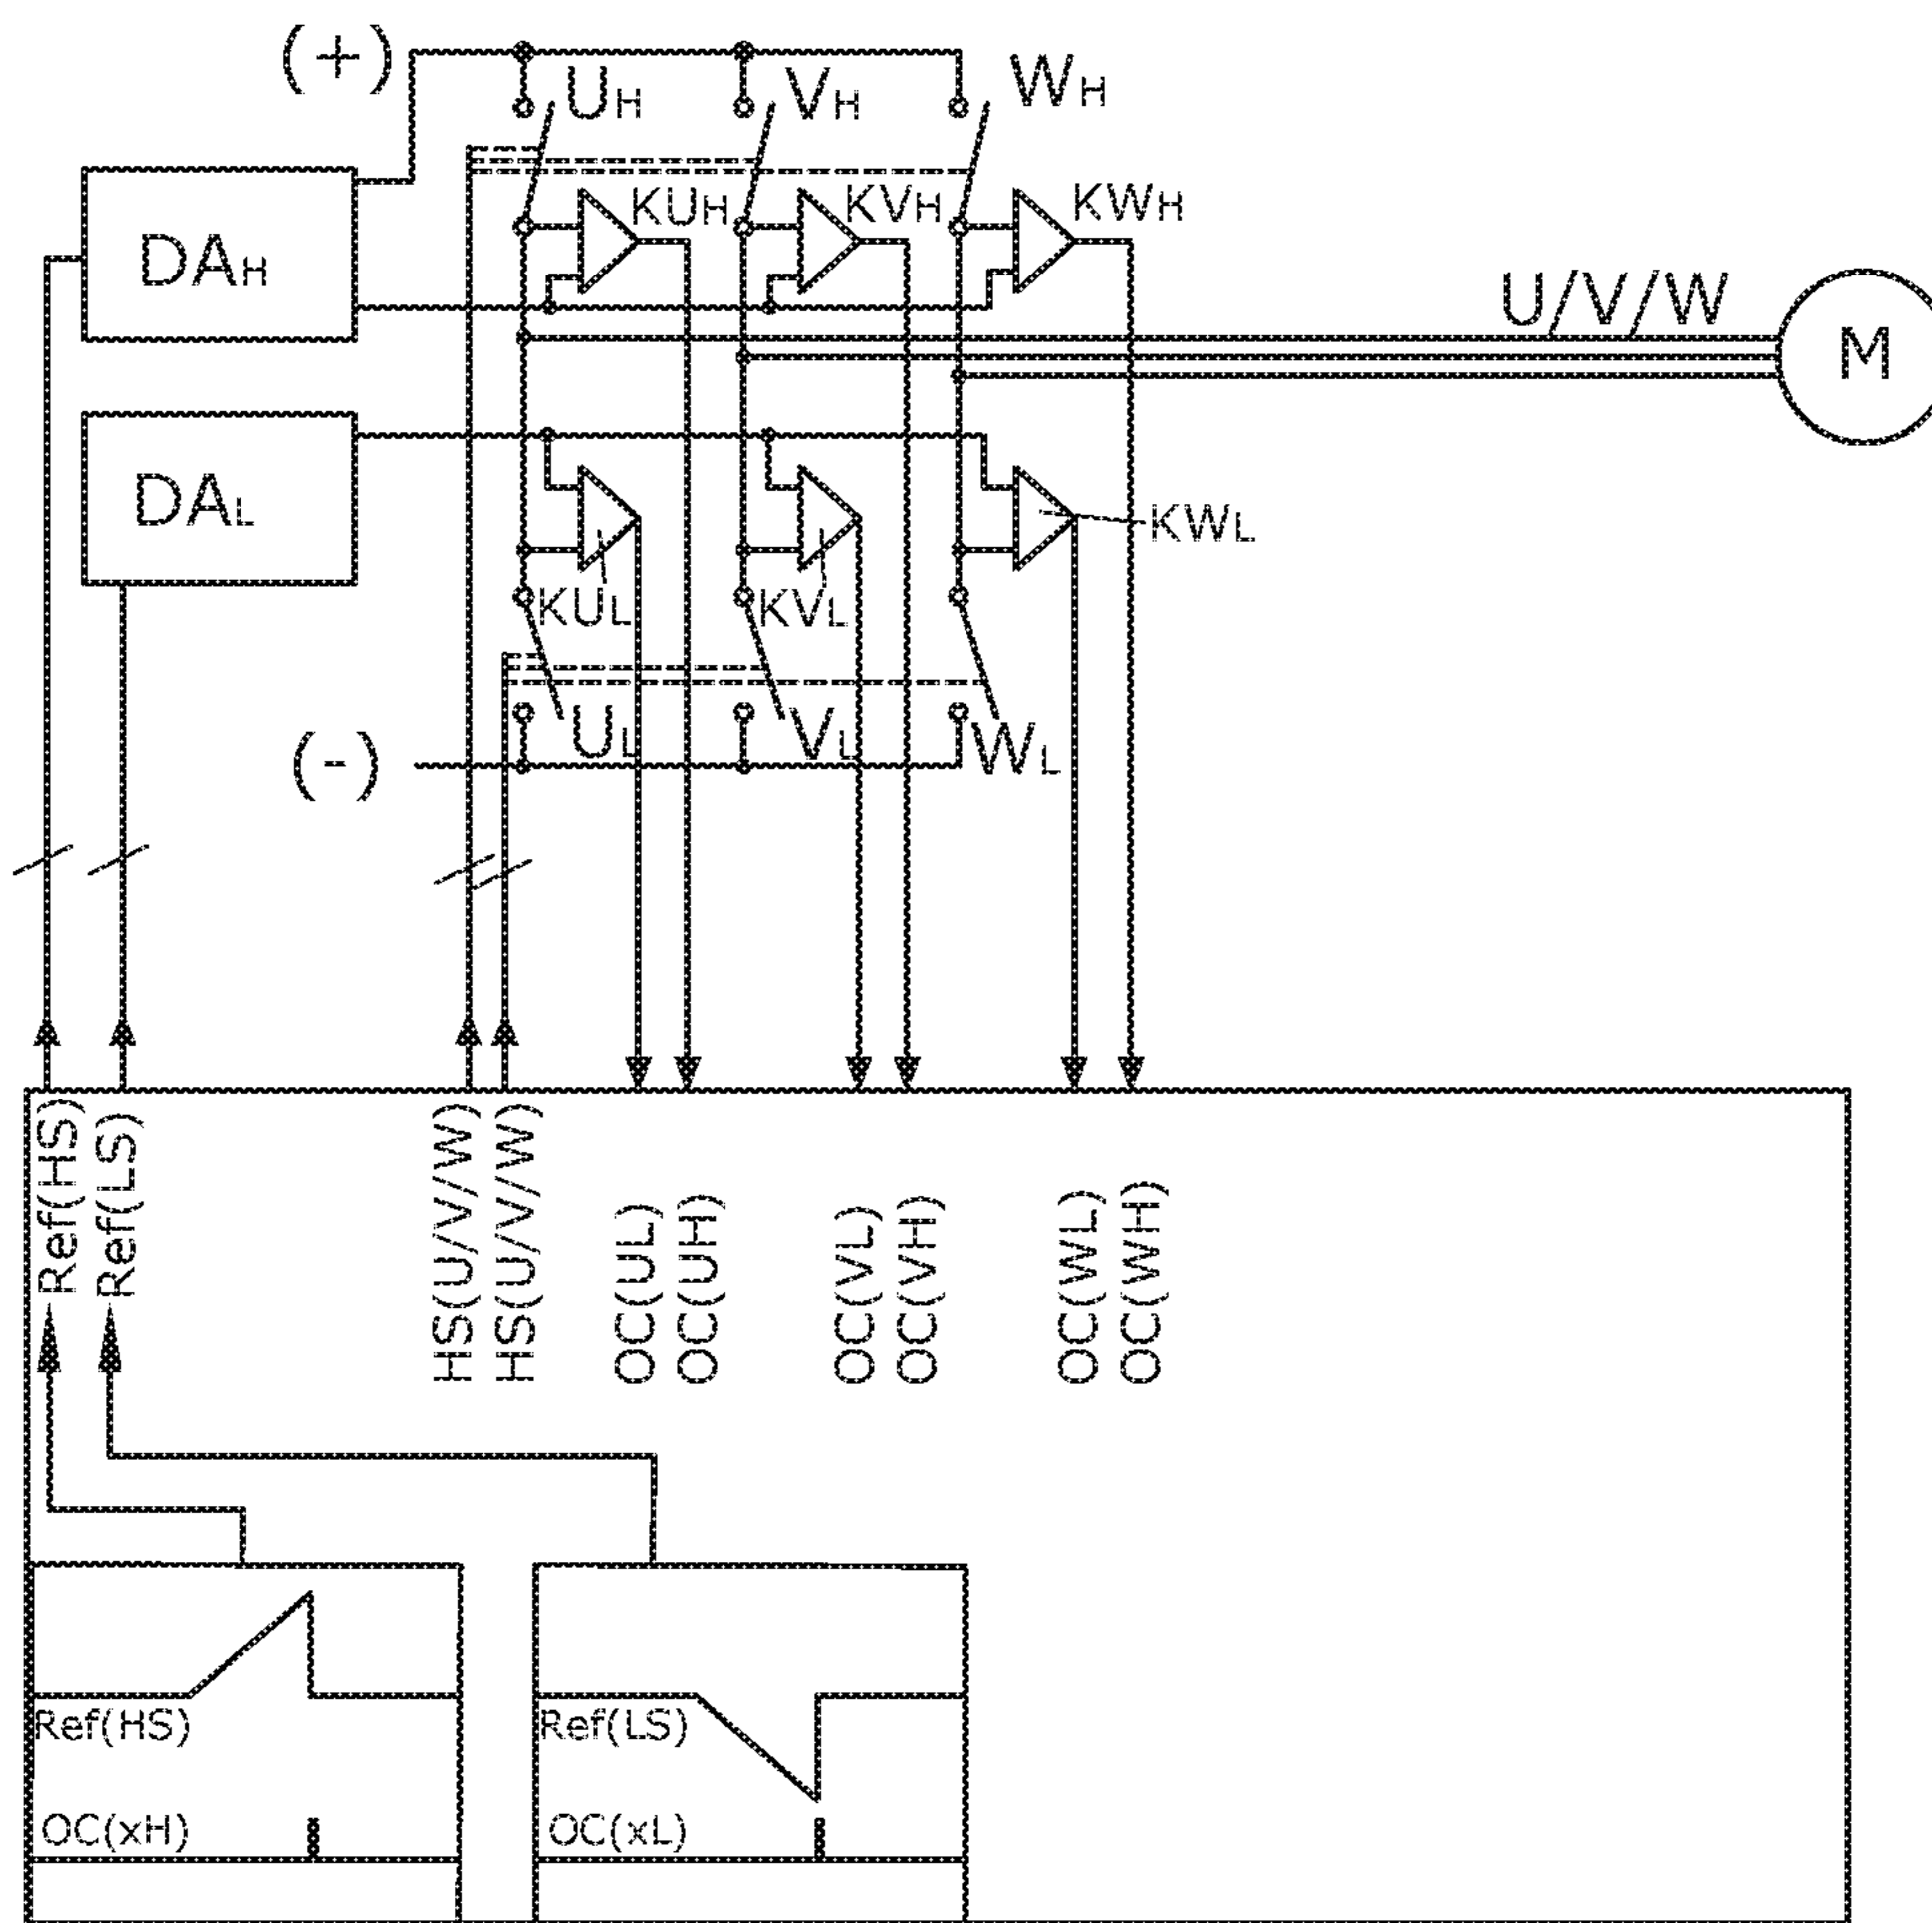 (+)
UH
VH
WH
DAH
KUH
KVH
KWH
U/V/W
M
DAL
KWL
KUL
KVL
UL
VL
WL
(-)
Ref(HS)
Ref(LS)
HS(U/V/W)
HS(U/V/W)
OC(UL)
OC(UH)
OC(VL)
OC(VH)
OC(WL)
OC(WH)
Ref(HS)
Ref(LS)
OC(xH)
OC(xL)